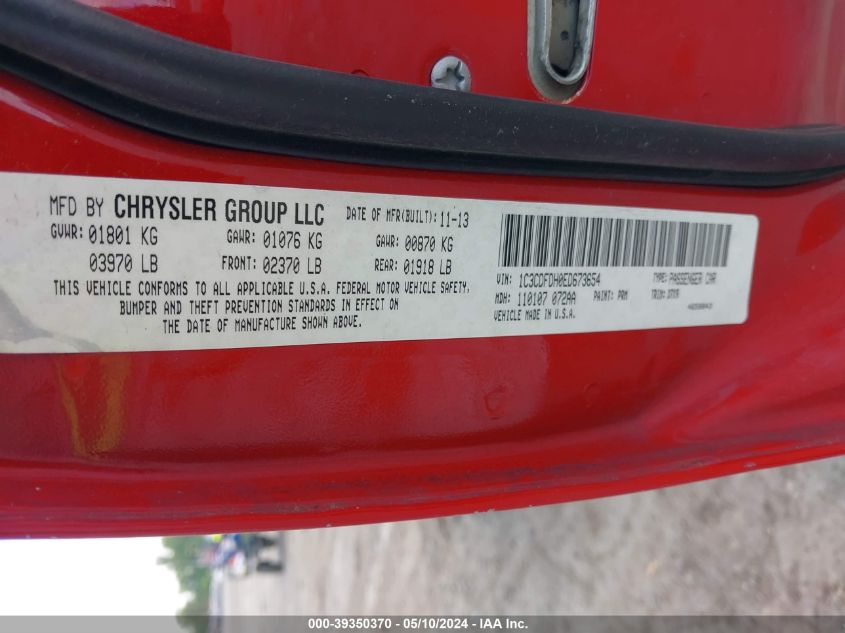 MFD BY CHRYSLER GROUP LLC DATE OF MFR(BUILT): 11-13
GVWR: 01801 KG GAWR: 01076 KG GAWR: 00870 KG
03970 LB FRONT: 02370 LB REAR: 01918 LB
THIS VEHICLE CONFORMS TO ALL APPLICABLE U.S.A. FEDERAL MOTOR VEHICLE SAFETY,
BUMPER AND THEFT PREVENTION STANDARDS IN EFFECT ON
THE DATE OF MANUFACTURE SHOWN ABOVE.
VIN: 1C3CDFDH0ED673654 TYPE: PASSENGER CAR
MDH: 110107 072AA PAINT: PRM TRIM:
VEHICLE MADE IN U.S.A.
000-39350370 — 05/10/2024 — IAA Inc.